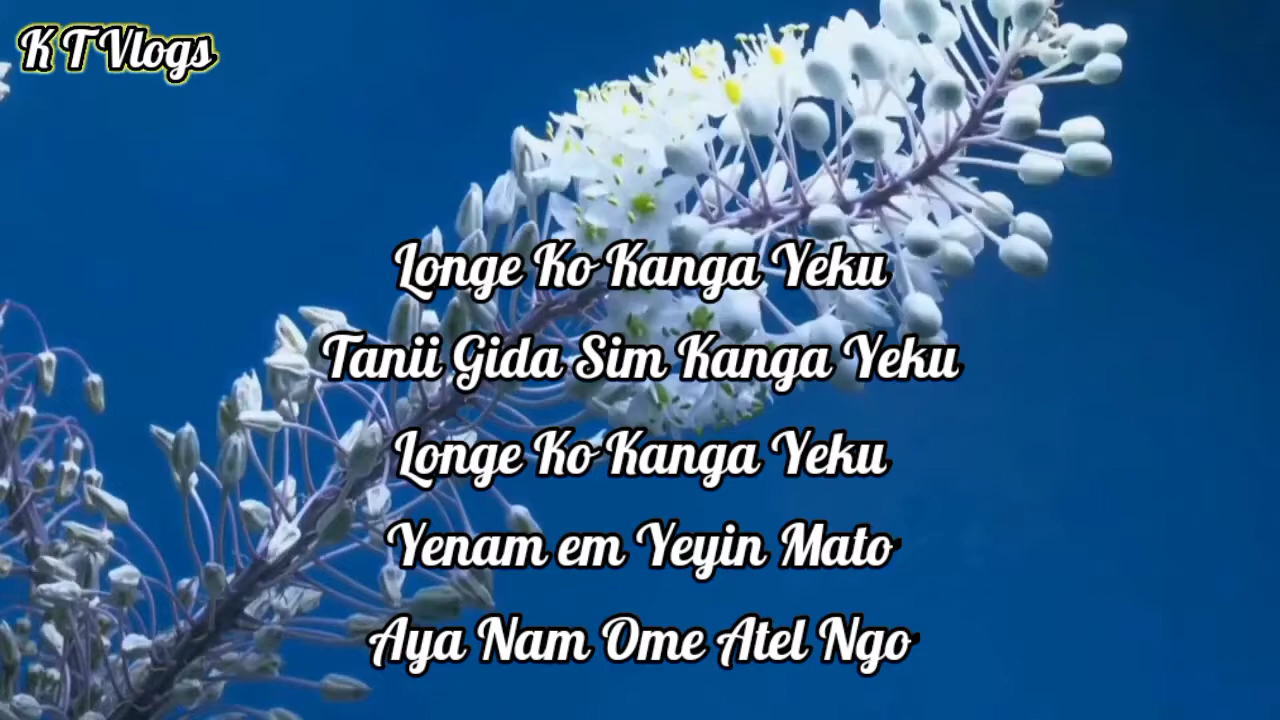 K T Vlogs
Longe Ko Kanga Yeku
Tanii Gida Sim Kanga Yeku
Longe Ko Kanga Yeku
Yenam em Yeyin Mato
Aya Nam Ome Atel Ngo